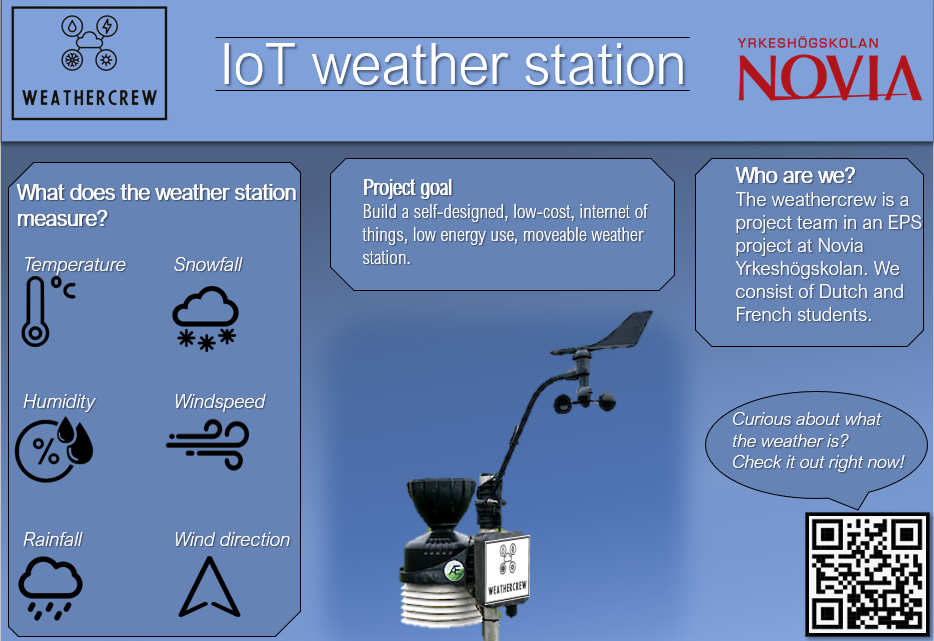 WEATHERCREW
IoT weather station
YRKESHÖGSKOLAN
NOVIA
What does the weather station
measure?
Temperature
Snowfall
°C
Humidity
Windspeed
%
Rainfall
Wind direction
Project goal
Build a self-designed, low-cost, internet of
things, low energy use, moveable weather
station.
Who are we?
The weathercrew is a
project team in an EPS
project at Novia
Yrkeshögskolan. We
consist of Dutch and
French students.
Curious about what
the weather is?
Check it out right now!
WEATHERCREW